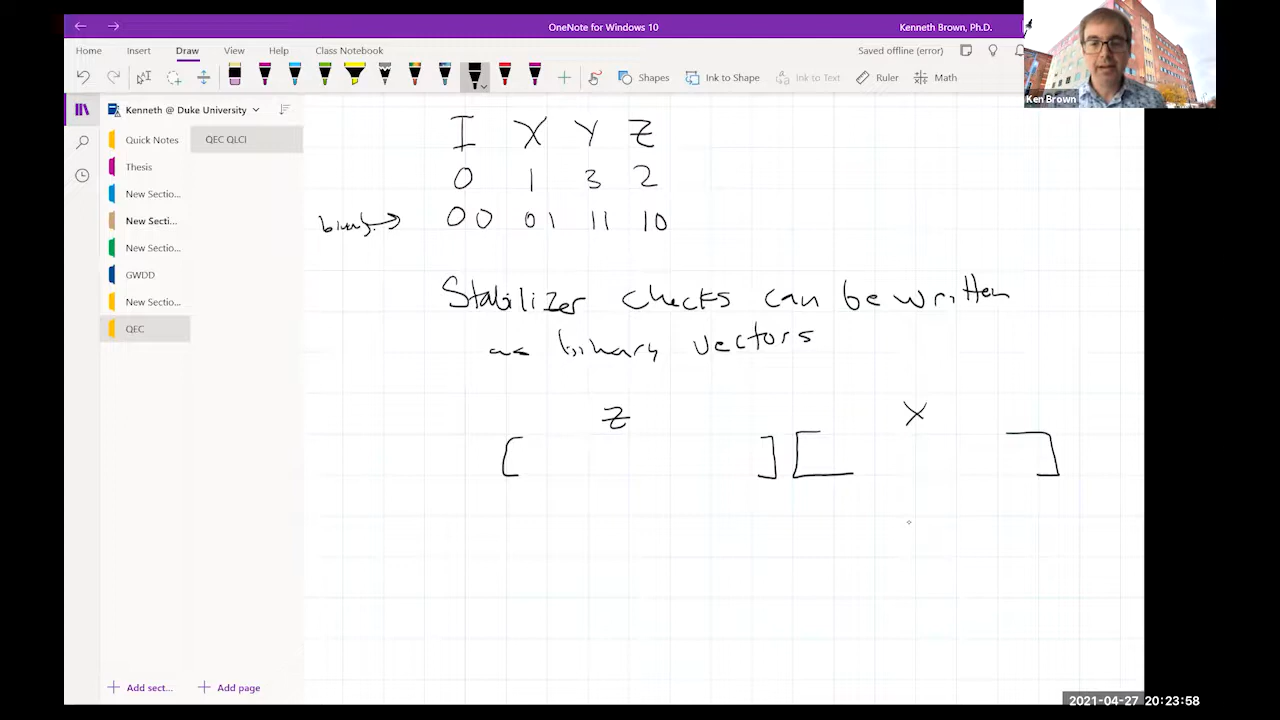 OneNote for Windows 10
Kenneth Brown, Ph.D.
Home Insert Draw View Help Class Notebook
Saved offline (error)
Shapes Ink to Shape Ink to Text Ruler Math
Ken Brown
Kenneth @ Duke University
Quick Notes
Thesis
New Sectio...
New Secti...
New Sectio...
GWDD
New Sectio...
QEC
QEC QLCI
I X Y Z
0 1 3 2
binary → 00 01 11 10
Stabilizer checks can be written
as binary vectors
Z X
[ ] [ ]
Add sect... Add page
2021-04-27 20:23:58